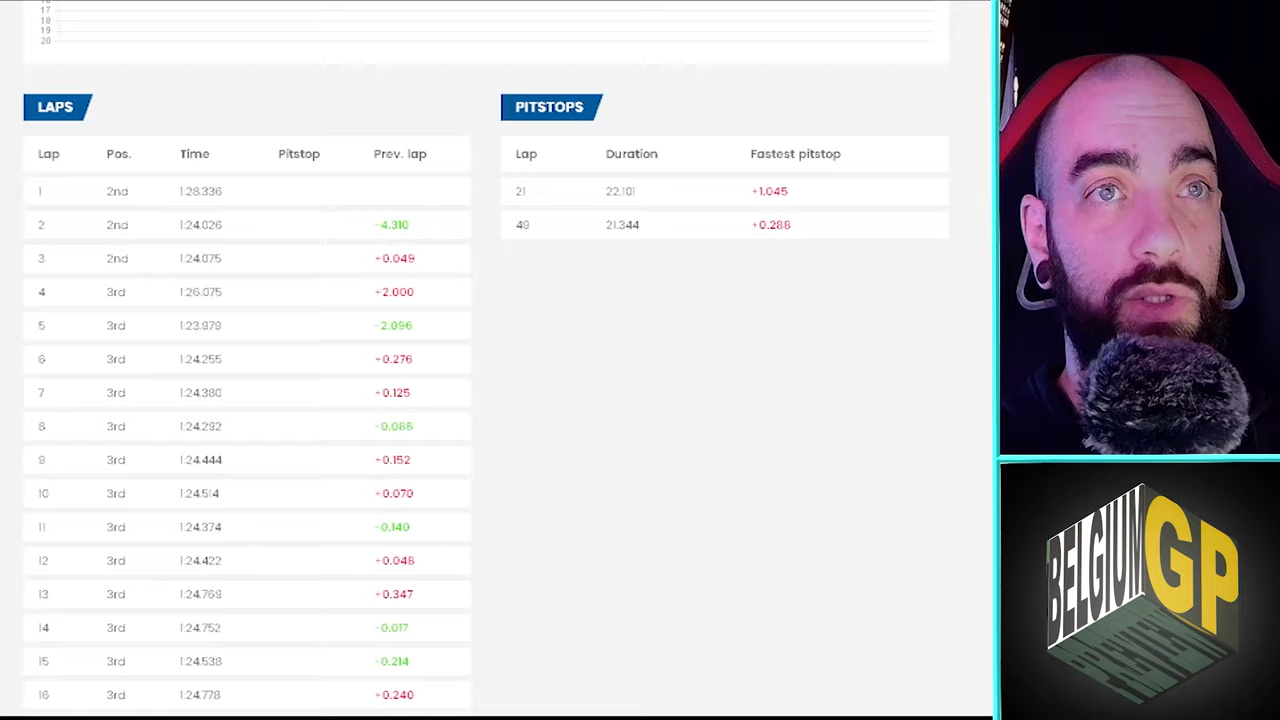 18
19
20
LAPS
Lap Pos. Time Pitstop Prev. lap
1 2nd 1:28.336
2 2nd 1:24.026 -4.310
3 2nd 1:24.075 +0.049
4 3rd 1:26.075 +2.000
5 3rd 1:23.979 -2.096
6 3rd 1:24.255 +0.276
7 3rd 1:24.380 +0.125
8 3rd 1:24.292 -0.088
9 3rd 1:24.444 +0.152
10 3rd 1:24.514 +0.070
11 3rd 1:24.374 -0.140
12 3rd 1:24.422 +0.048
13 3rd 1:24.769 +0.347
14 3rd 1:24.752 -0.017
15 3rd 1:24.538 -0.214
16 3rd 1:24.778 +0.240
PITSTOPS
Lap Duration Fastest pitstop
21 22.101 +1.045
49 21.344 +0.288
BELGIUM
GP
PREVIEW